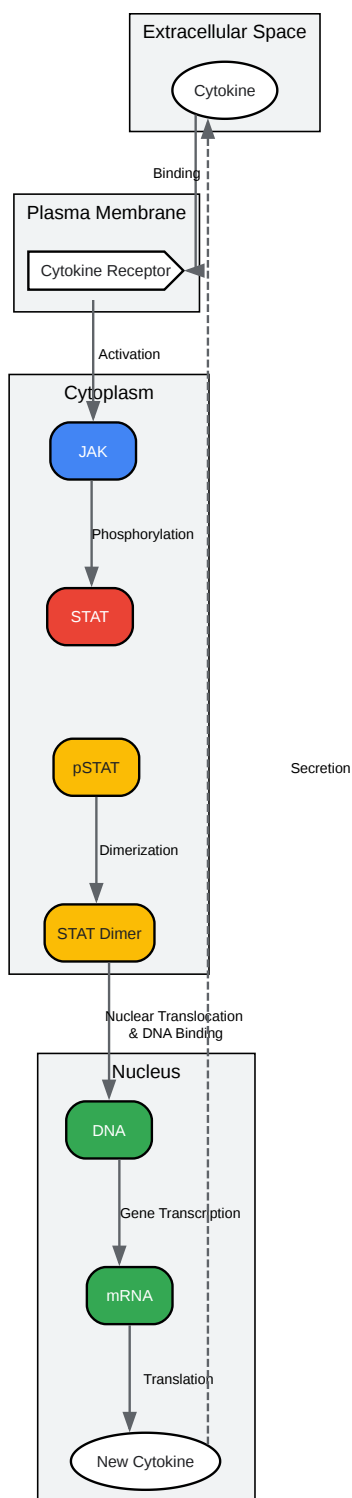 Extracellular Space
Cytokine
Binding
Plasma Membrane
Cytokine Receptor
Activation
Cytoplasm
JAK
Phosphorylation
STAT
pSTAT
Secretion
Dimerization
STAT Dimer
Nuclear Translocation
& DNA Binding
Nucleus
DNA
Gene Transcription
mRNA
Translation
New Cytokine